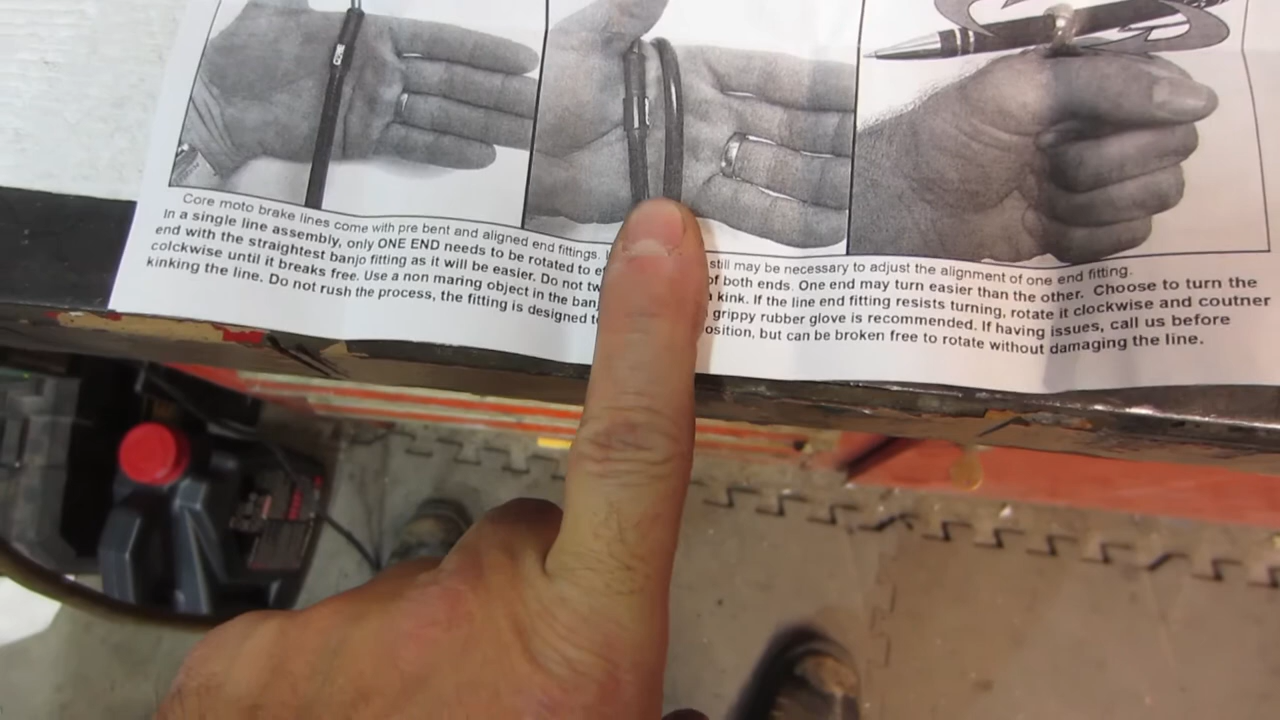 Core moto brake lines come with pre bent and aligned end fittings. still may be necessary to adjust the alignment of one end fitting.
In a single line assembly, only ONE END needs to be rotated to of both ends. One end may turn easier than the other. Choose to turn the
end with the straightest banjo fitting as it will be easier. Do not kink. If the line end fitting resists turning, rotate it clockwise and coutner
colckwise until it breaks free. Use a non maring object in the grippy rubber glove is recommended. If having issues, call us before
kinking the line. Do not rush the process, the fitting is designed but can be broken free to rotate without damaging the line.